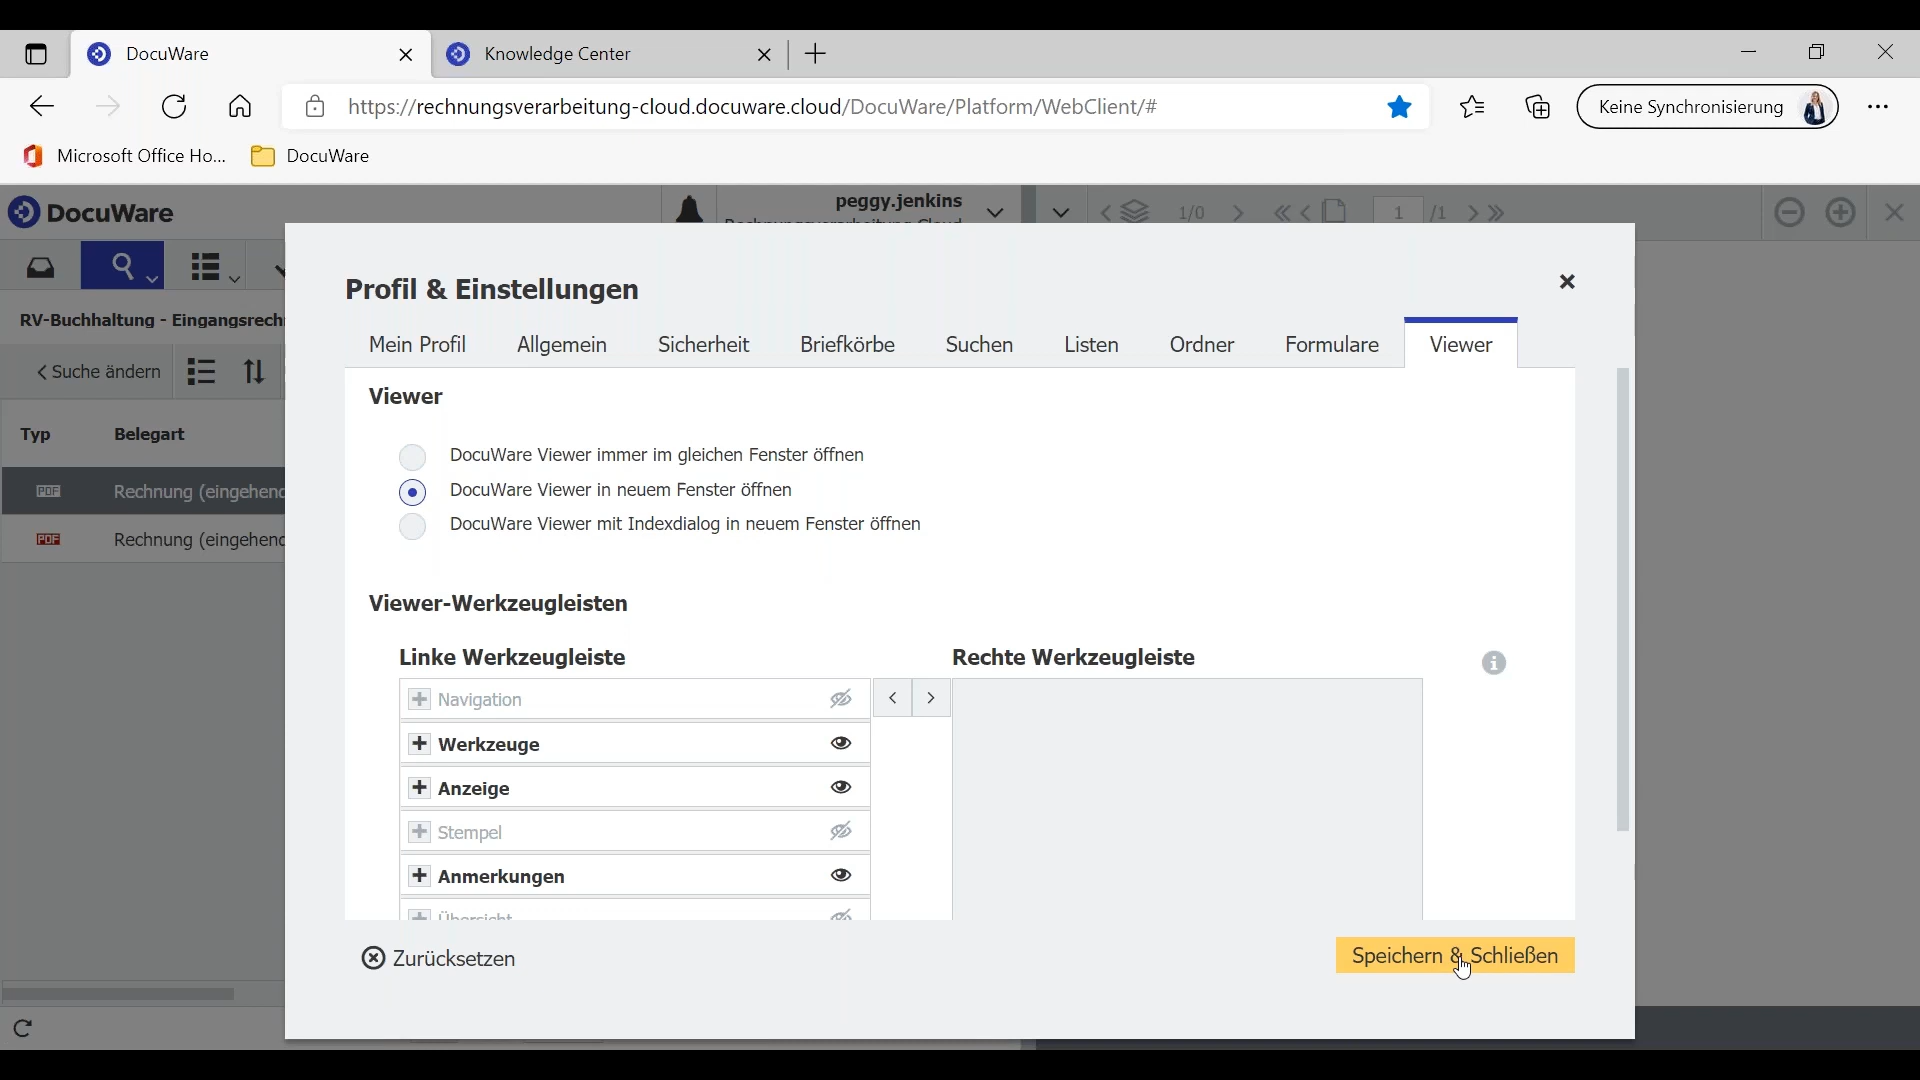 DocuWare
Knowledge Center
https://rechnungsverarbeitung-cloud.docuware.cloud/DocuWare/Platform/WebClient/#
Keine Synchronisierung
Microsoft Office Ho...
DocuWare
DocuWare
peggy.jenkins
1/0
1
/1
RV-Buchhaltung - Eingangsrech
Suche ändern
Typ
Belegart
PDF
Rechnung (eingehend
PDF
Rechnung (eingehend
Profil & Einstellungen
Mein Profil
Allgemein
Sicherheit
Briefkörbe
Suchen
Listen
Ordner
Formulare
Viewer
Viewer
DocuWare Viewer immer im gleichen Fenster öffnen
DocuWare Viewer in neuem Fenster öffnen
DocuWare Viewer mit Indexdialog in neuem Fenster öffnen
Viewer-Werkzeugleisten
Linke Werkzeugleiste
Rechte Werkzeugleiste
Navigation
Werkzeuge
Anzeige
Stempel
Anmerkungen
Zurücksetzen
Speichern & Schließen